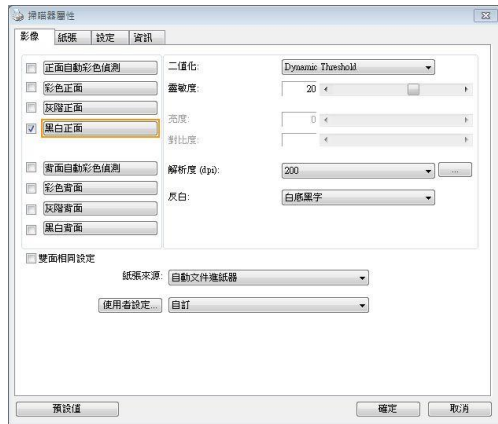 掃描器屬性
影像 紙張 設定 資訊
正面自動彩色偵測
彩色正面
灰階正面
黑白正面
背面自動彩色偵測
彩色背面
灰階背面
黑白背面
二值化: Dynamic Threshold
靈敏度: 20
亮度: 0
對比度:
解析度 (dpi): 200 ...
反白: 白底黑字
雙面相同設定
紙張來源: 自動文件進紙器
使用者設定... 自訂
預設值 確定 取消